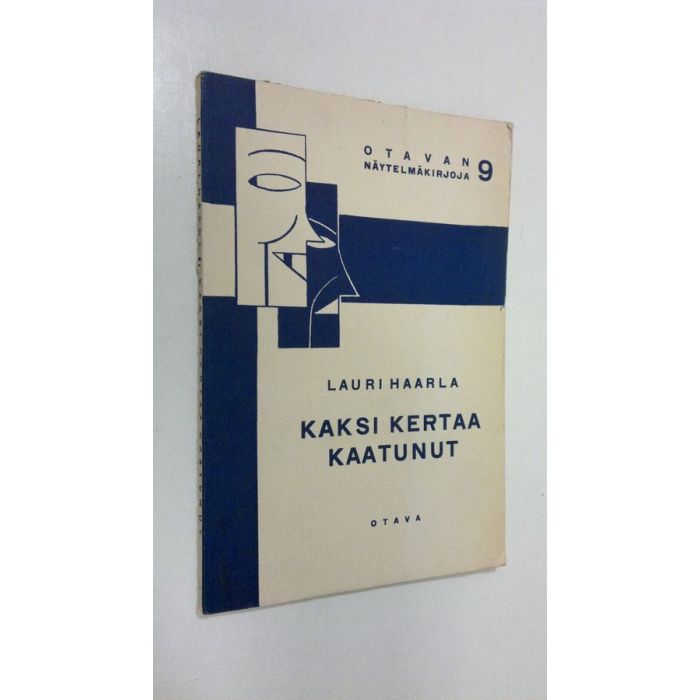 OTAVAN
NÄYTELMÄKIRJOJA 9
LAURI HAARLA
KAKSI KERTAA
KAATUNUT
OTAVA